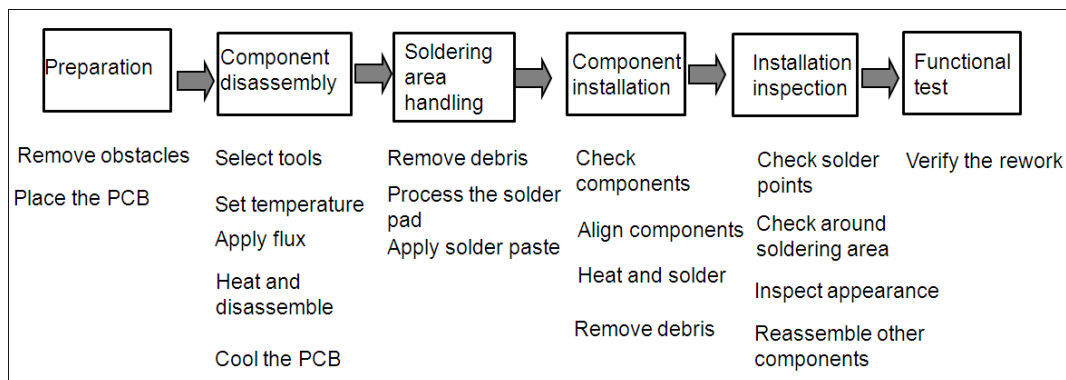 Preparation
Component
disassembly
Soldering
area
handling
Component
installation
Installation
inspection
Functional
test
Remove obstacles
Place the PCB
Select tools
Set temperature
Apply flux
Heat and
disassemble
Cool the PCB
Remove debris
Process the solder
pad
Apply solder paste
Check
components
Align components
Heat and solder
Remove debris
Check solder
points
Check around
soldering area
Inspect appearance
Reassemble other
components
Verify the rework